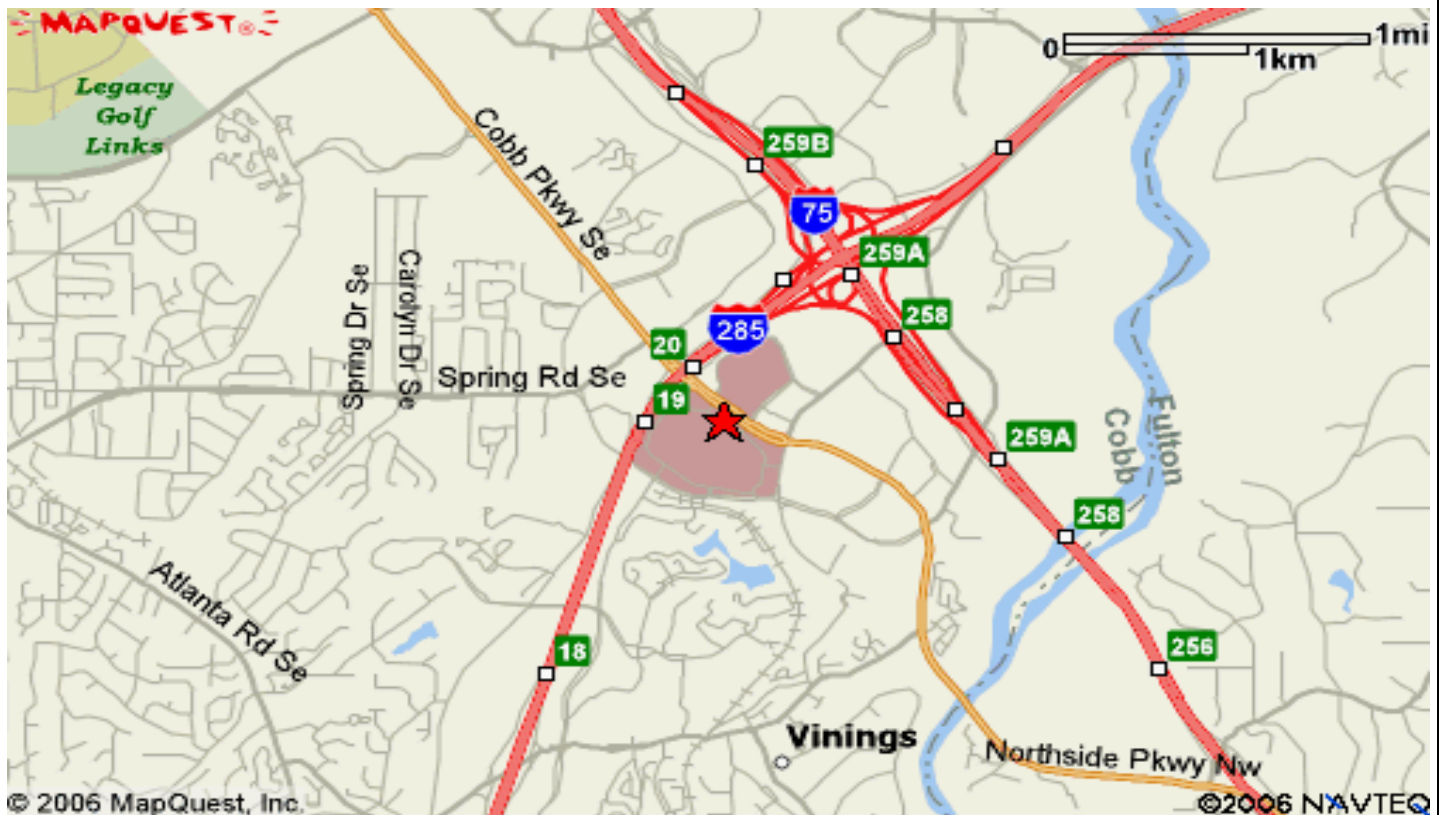 MAPQUEST
0
1mi
1km
Legacy
Golf
Links
Cobb Pkwy Se
259B
75
259A
285
258
20
Spring Dr Se
Carolyn Dr Se
Spring Rd Se
19
259A
Fulton
Cobb
258
Atlanta Rd Se
18
256
Vinings
Northside Pkwy Nw
© 2006 MapQuest, Inc.
©2006 NAVTEQ